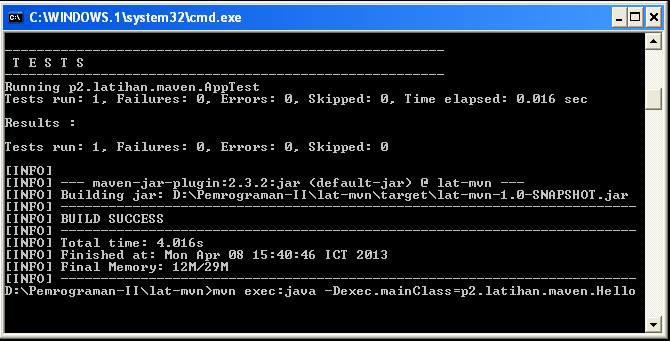 C:\WINDOWS.1\system32\cmd.exe
-------------------------------------------------------
 T E S T S
-------------------------------------------------------
Running p2.latihan.maven.AppTest
Tests run: 1, Failures: 0, Errors: 0, Skipped: 0, Time elapsed: 0.016 sec

Results :

Tests run: 1, Failures: 0, Errors: 0, Skipped: 0

[INFO]
[INFO] --- maven-jar-plugin:2.3.2:jar (default-jar) @ lat-mvn ---
[INFO] Building jar: D:\Pemrograman-II\lat-mvn\target\lat-mvn-1.0-SNAPSHOT.jar
[INFO] ------------------------------------------------------------------------
[INFO] BUILD SUCCESS
[INFO] ------------------------------------------------------------------------
[INFO] Total time: 4.016s
[INFO] Finished at: Mon Apr 08 15:40:46 ICT 2013
[INFO] Final Memory: 12M/29M
[INFO] ------------------------------------------------------------------------
D:\Pemrograman-II\lat-mvn>mvn exec:java -Dexec.mainClass=p2.latihan.maven.Hello